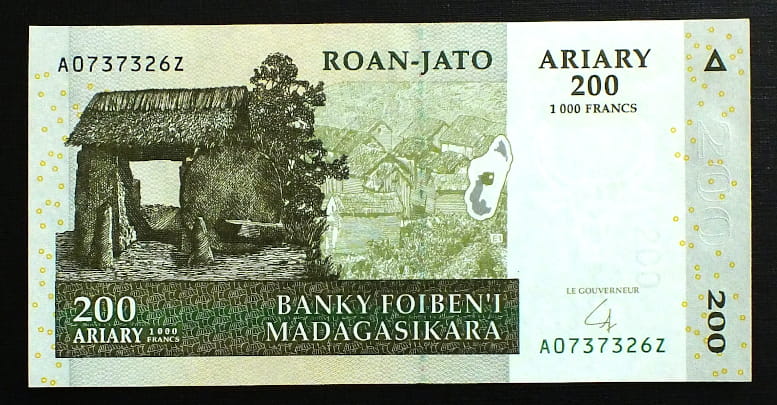 A0737326Z
ROAN-JATO
ARIARY
200
1 000 FRANCS
200
200
ARIARY 1 000 FRANCS
BANKY FOIBEN'I
MADAGASIKARA
LE GOUVERNEUR
A0737326Z
200